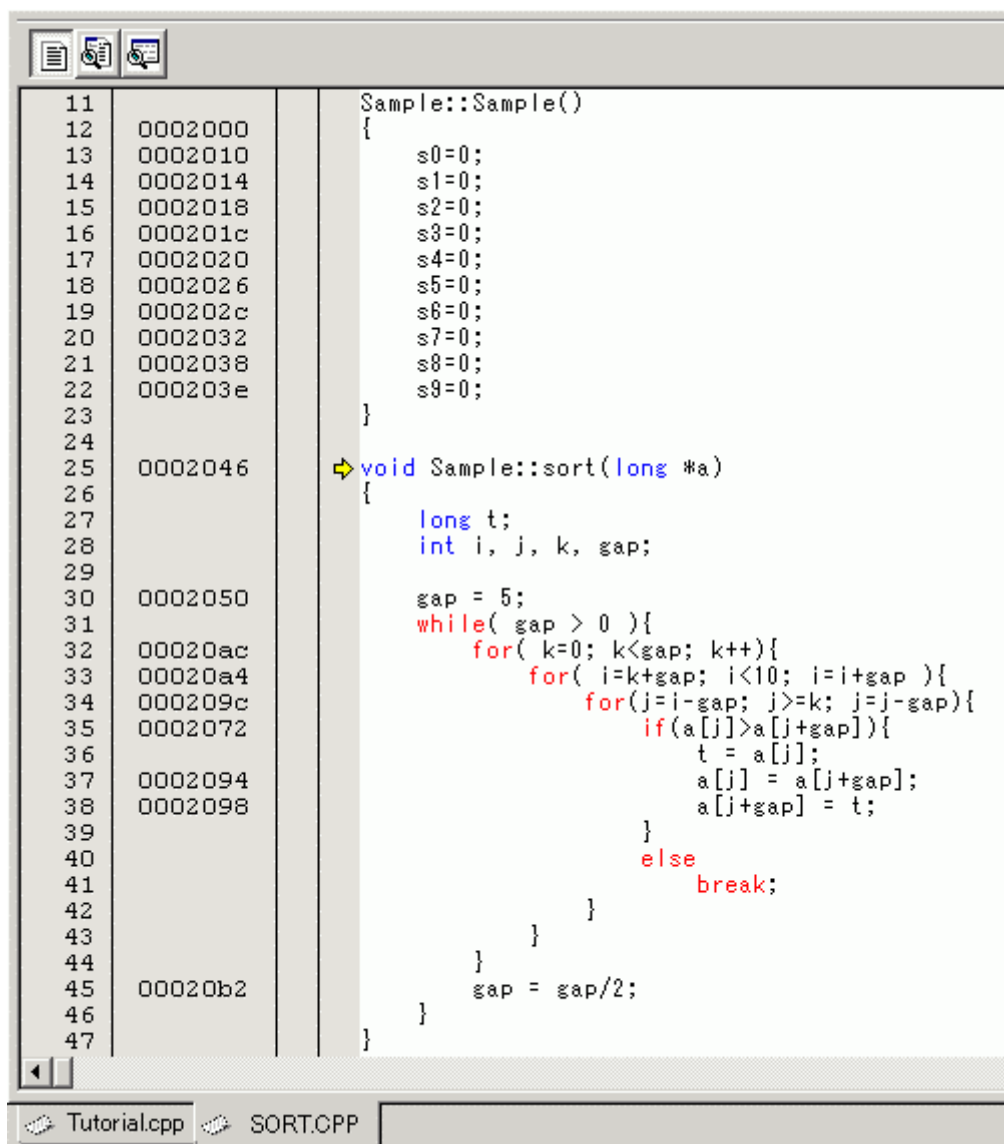 11 Sample::Sample()
12 0002000 {
13 0002010 s0=0;
14 0002014 s1=0;
15 0002018 s2=0;
16 000201c s3=0;
17 0002020 s4=0;
18 0002026 s5=0;
19 000202c s6=0;
20 0002032 s7=0;
21 0002038 s8=0;
22 000203e s9=0;
23 }
24
25 0002046 void Sample::sort(long *a)
26 {
27 long t;
28 int i, j, k, gap;
29
30 0002050 gap = 5;
31 while( gap > 0 ){
32 00020ac for( k=0; k<gap; k++){
33 00020a4 for( i=k+gap; i<10; i=i+gap ){
34 000209c for(j=i-gap; j>=k; j=j-gap){
35 0002072 if(a[j]>a[j+gap]){
36 t = a[j];
37 0002094 a[j] = a[j+gap];
38 0002098 a[j+gap] = t;
39 }
40 else
41 break;
42 }
43 }
44 }
45 00020b2 gap = gap/2;
46 }
47 }
Tutorial.cpp SORT.CPP